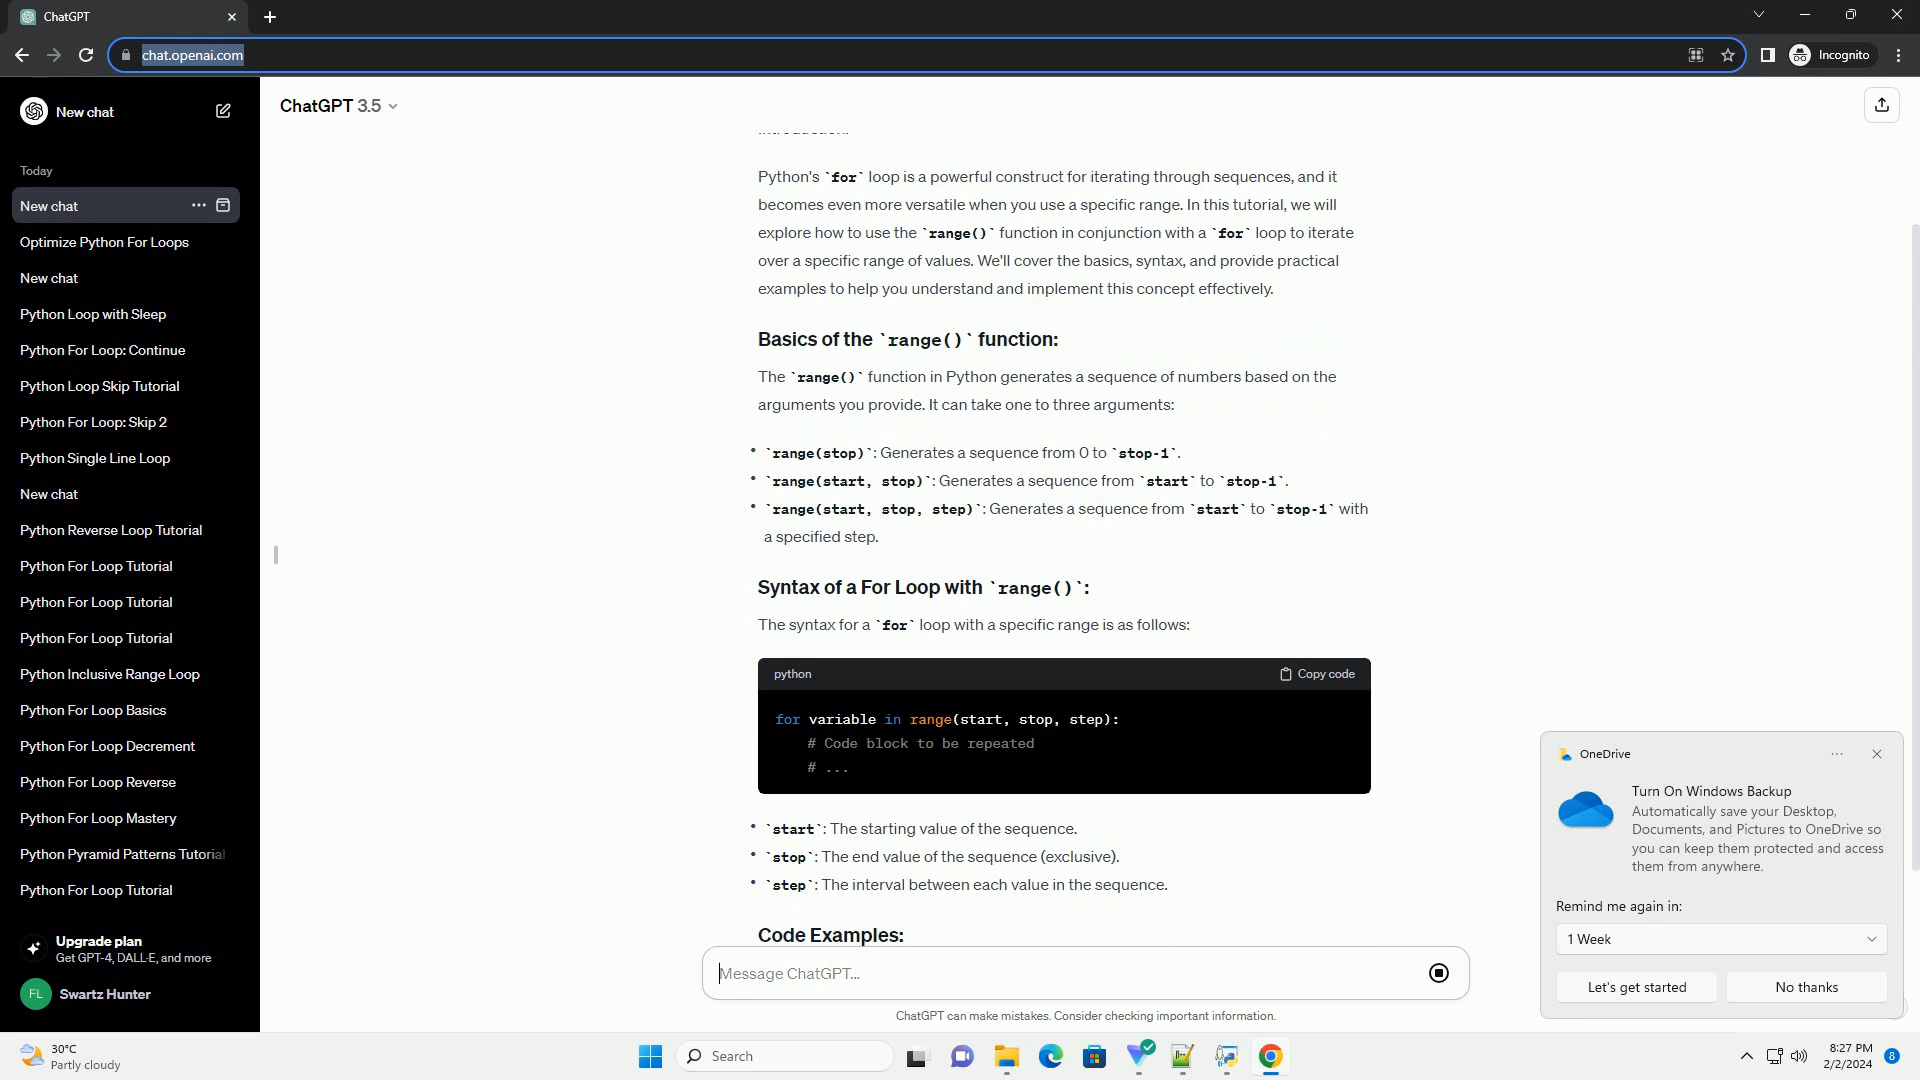 ChatGPT
chat.openai.com
Incognito
New chat
ChatGPT 3.5
Today
New chat
Optimize Python For Loops
New chat
Python Loop with Sleep
Python For Loop: Continue
Python Loop Skip Tutorial
Python For Loop: Skip 2
Python Single Line Loop
New chat
Python Reverse Loop Tutorial
Python For Loop Tutorial
Python For Loop Tutorial
Python For Loop Tutorial
Python Inclusive Range Loop
Python For Loop Basics
Python For Loop Decrement
Python For Loop Reverse
Python For Loop Mastery
Python Pyramid Patterns Tutorial
Python For Loop Tutorial
Upgrade plan
Get GPT-4, DALL·E, and more
FL Swartz Hunter
Python's `for` loop is a powerful construct for iterating through sequences, and it
becomes even more versatile when you use a specific range. In this tutorial, we will
explore how to use the `range()` function in conjunction with a `for` loop to iterate
over a specific range of values. We'll cover the basics, syntax, and provide practical
examples to help you understand and implement this concept effectively.
Basics of the `range()` function:
The `range()` function in Python generates a sequence of numbers based on the
arguments you provide. It can take one to three arguments:
• `range(stop)`: Generates a sequence from 0 to `stop-1`.
• `range(start, stop)`: Generates a sequence from `start` to `stop-1`.
• `range(start, stop, step)`: Generates a sequence from `start` to `stop-1` with
a specified step.
Syntax of a For Loop with `range()`:
The syntax for a `for` loop with a specific range is as follows:
python Copy code
for variable in range(start, stop, step):
# Code block to be repeated
# ...
• `start`: The starting value of the sequence.
• `stop`: The end value of the sequence (exclusive).
• `step`: The interval between each value in the sequence.
Code Examples:
Message ChatGPT...
ChatGPT can make mistakes. Consider checking important information.
OneDrive
Turn On Windows Backup
Automatically save your Desktop,
Documents, and Pictures to OneDrive so
you can keep them protected and access
them from anywhere.
Remind me again in:
1 Week
Let's get started
No thanks
30°C
Partly cloudy
Search
8:27 PM
2/2/2024
8